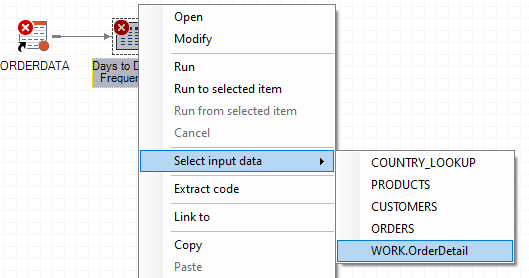 Open
Modify
ORDERDATA
Days to D
Frequen
Run
Run to selected item
Run from selected item
Cancel
Select input data
COUNTRY_LOOKUP
PRODUCTS
CUSTOMERS
ORDERS
WORK.OrderDetail
Extract code
Link to
Copy
Paste